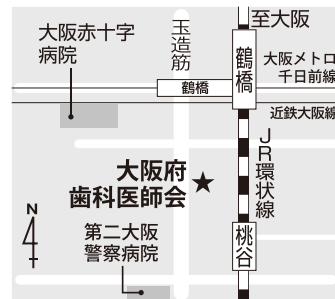 至大阪
玉造筋
大阪赤十字
病院
鶴橋
大阪メトロ
千日前線
鶴橋
近鉄大阪線
JR環状線
大阪府
歯科医師会
★
桃谷
N
第二大阪
警察病院